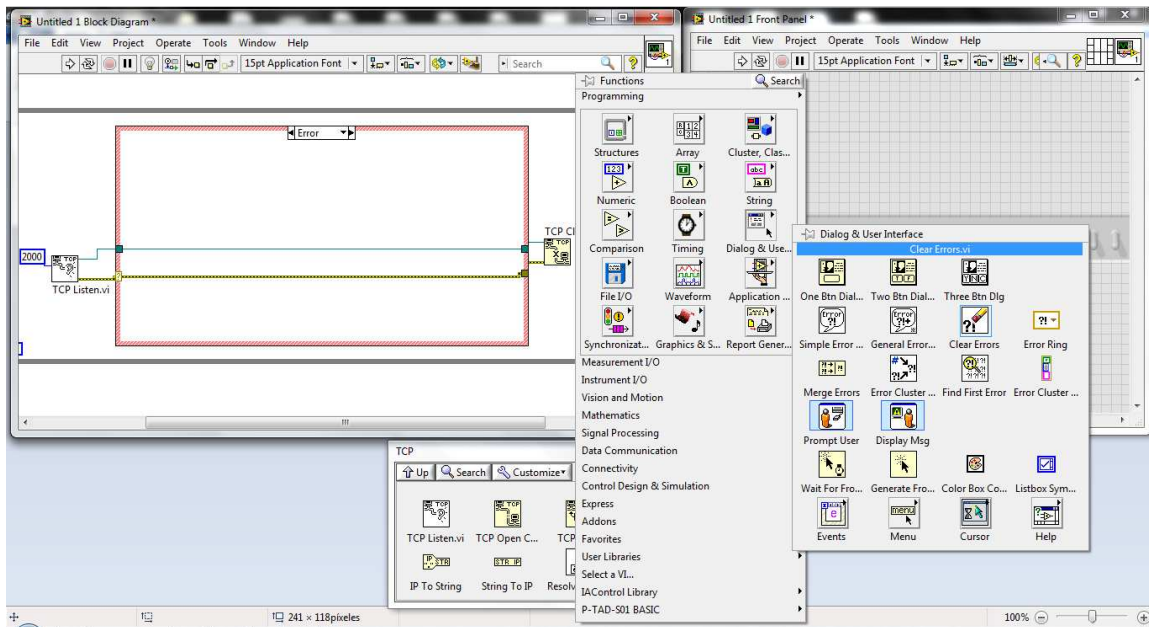 Untitled 1 Block Diagram *
File Edit View Project Operate Tools Window Help
15pt Application Font
Search
Error
2000
TCP
TCP Listen.vi
TCP Cl
TCP
Untitled 1 Front Panel *
File Edit View Project Operate Tools Window Help
15pt Application Font
Functions
Search
Programming
Structures Array Cluster, Clas...
Numeric Boolean String
Comparison Timing Dialog & Use...
File I/O Waveform Application ...
Synchronizat... Graphics & S... Report Gener...
Measurement I/O
Instrument I/O
Vision and Motion
Mathematics
Signal Processing
Data Communication
Connectivity
Control Design & Simulation
Express
Addons
Favorites
User Libraries
Select a VI...
IAControl Library
P-TAD-S01 BASIC
Dialog & User Interface
Clear Errors.vi
One Btn Dial... Two Btn Dial... Three Btn Dlg
Simple Error ... General Error... Clear Errors Error Ring
Merge Errors Error Cluster ... Find First Error Error Cluster ...
Prompt User Display Msg
Wait For Fro... Generate Fro... Color Box Co... Listbox Sym...
Events Menu Cursor Help
TCP
Up Search Customize
TCP Listen.vi TCP Open C... TCP
IP To String String To IP Resolv
241 × 118píxeles
100%